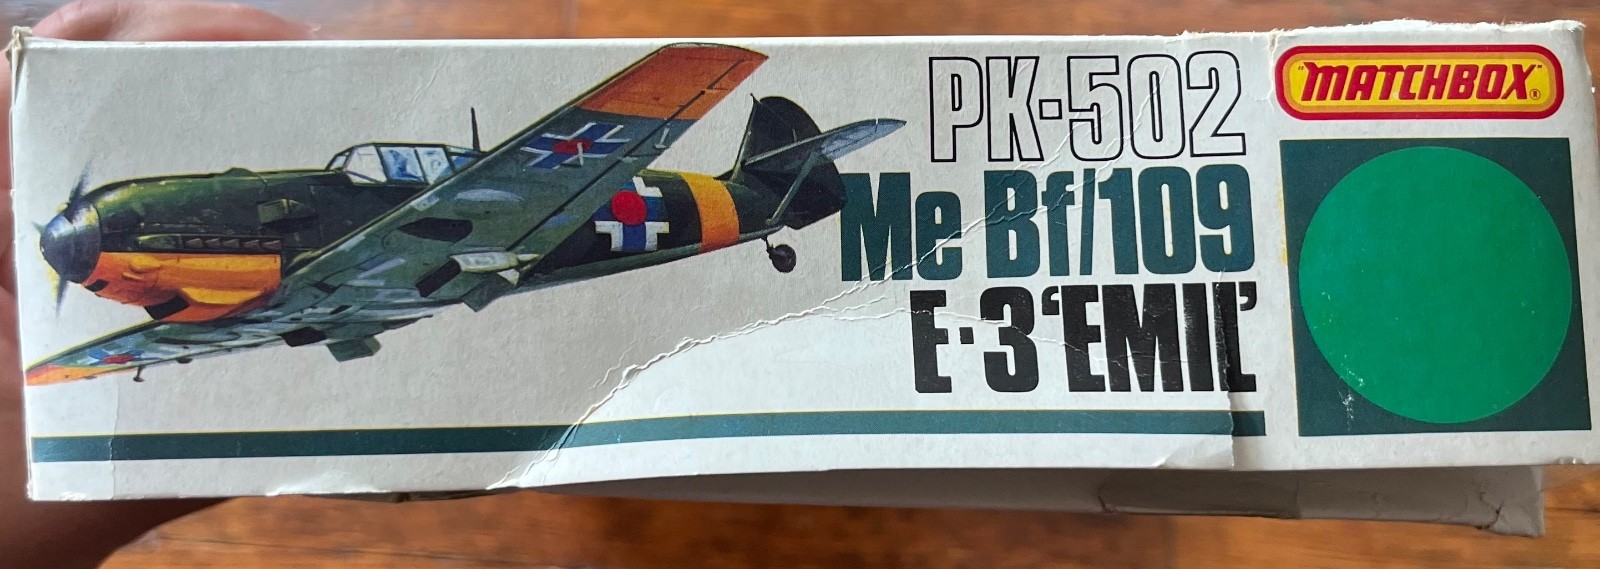 PK-502
"MATCHBOX"®
Me Bf/109
E-3 'EMIL'